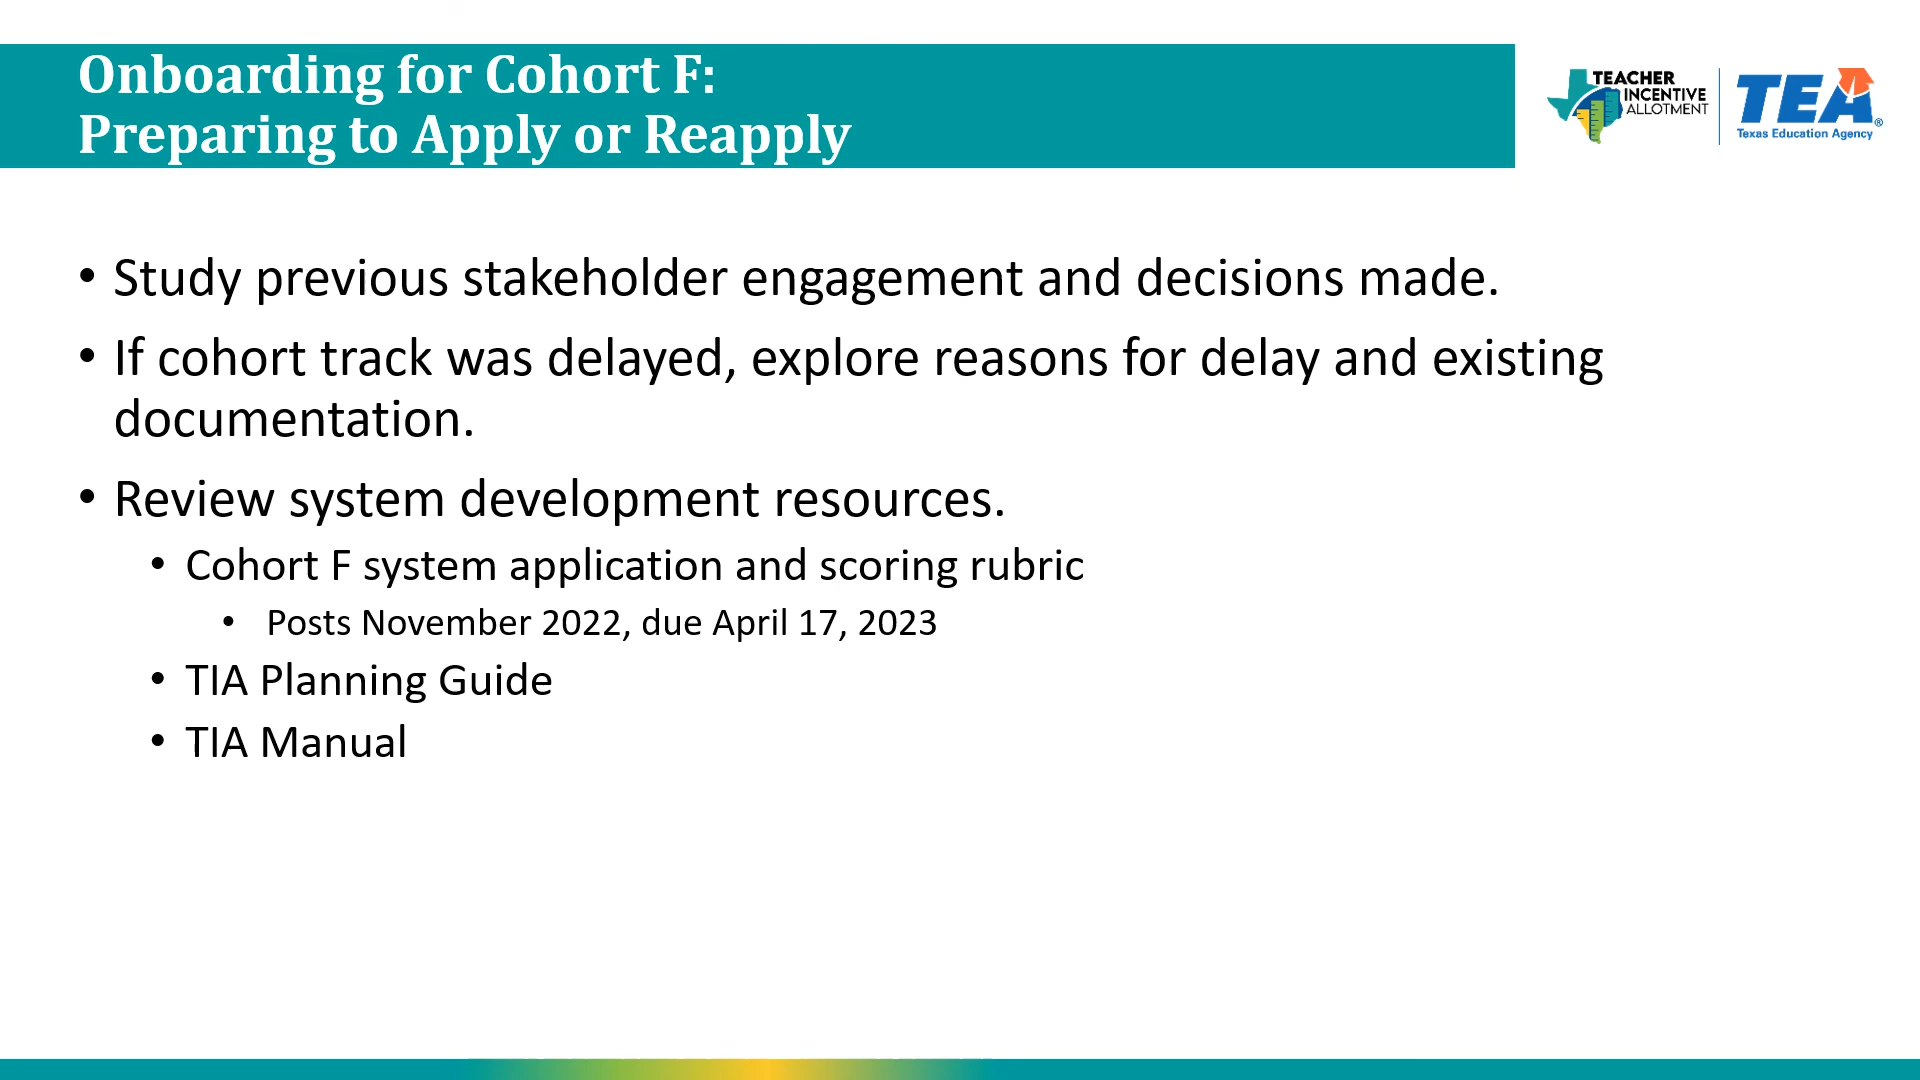 Onboarding for Cohort F:
Preparing to Apply or Reapply
TEACHER
INCENTIVE
ALLOTMENT
TEA®
Texas Education Agency
• Study previous stakeholder engagement and decisions made.
• If cohort track was delayed, explore reasons for delay and existing
documentation.
• Review system development resources.
• Cohort F system application and scoring rubric
• Posts November 2022, due April 17, 2023
• TIA Planning Guide
• TIA Manual